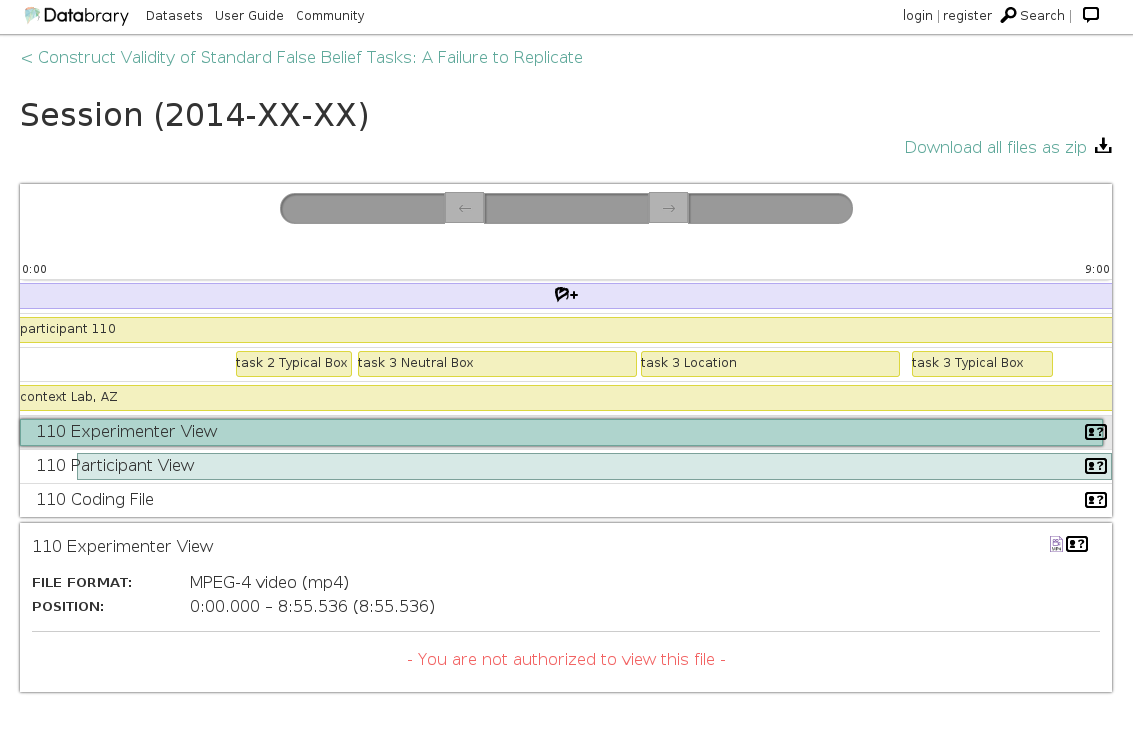 Databrary Datasets User Guide Community login | register Search |
< Construct Validity of Standard False Belief Tasks: A Failure to Replicate
Session (2014-XX-XX)
Download all files as zip
← →
0:00 9:00
+
participant 110
task 2 Typical Box task 3 Neutral Box task 3 Location task 3 Typical Box
context Lab, AZ
110 Experimenter View ?
110 Participant View ?
110 Coding File ?
110 Experimenter View ?
FILE FORMAT: MPEG-4 video (mp4)
POSITION: 0:00.000 – 8:55.536 (8:55.536)
- You are not authorized to view this file -